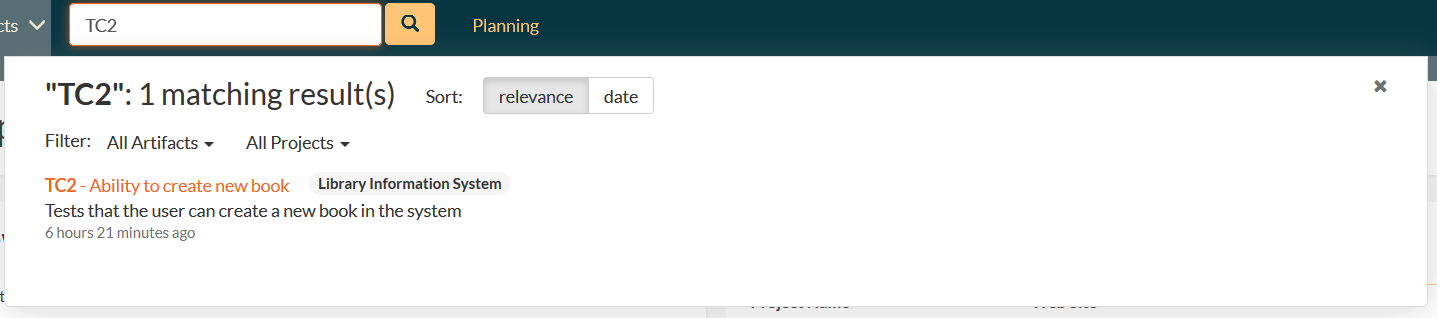 cts
TC2
Planning
"TC2": 1 matching result(s)
Sort:
relevance
date
Filter:
All Artifacts
All Projects
TC2 - Ability to create new book
Library Information System
Tests that the user can create a new book in the system
6 hours 21 minutes ago